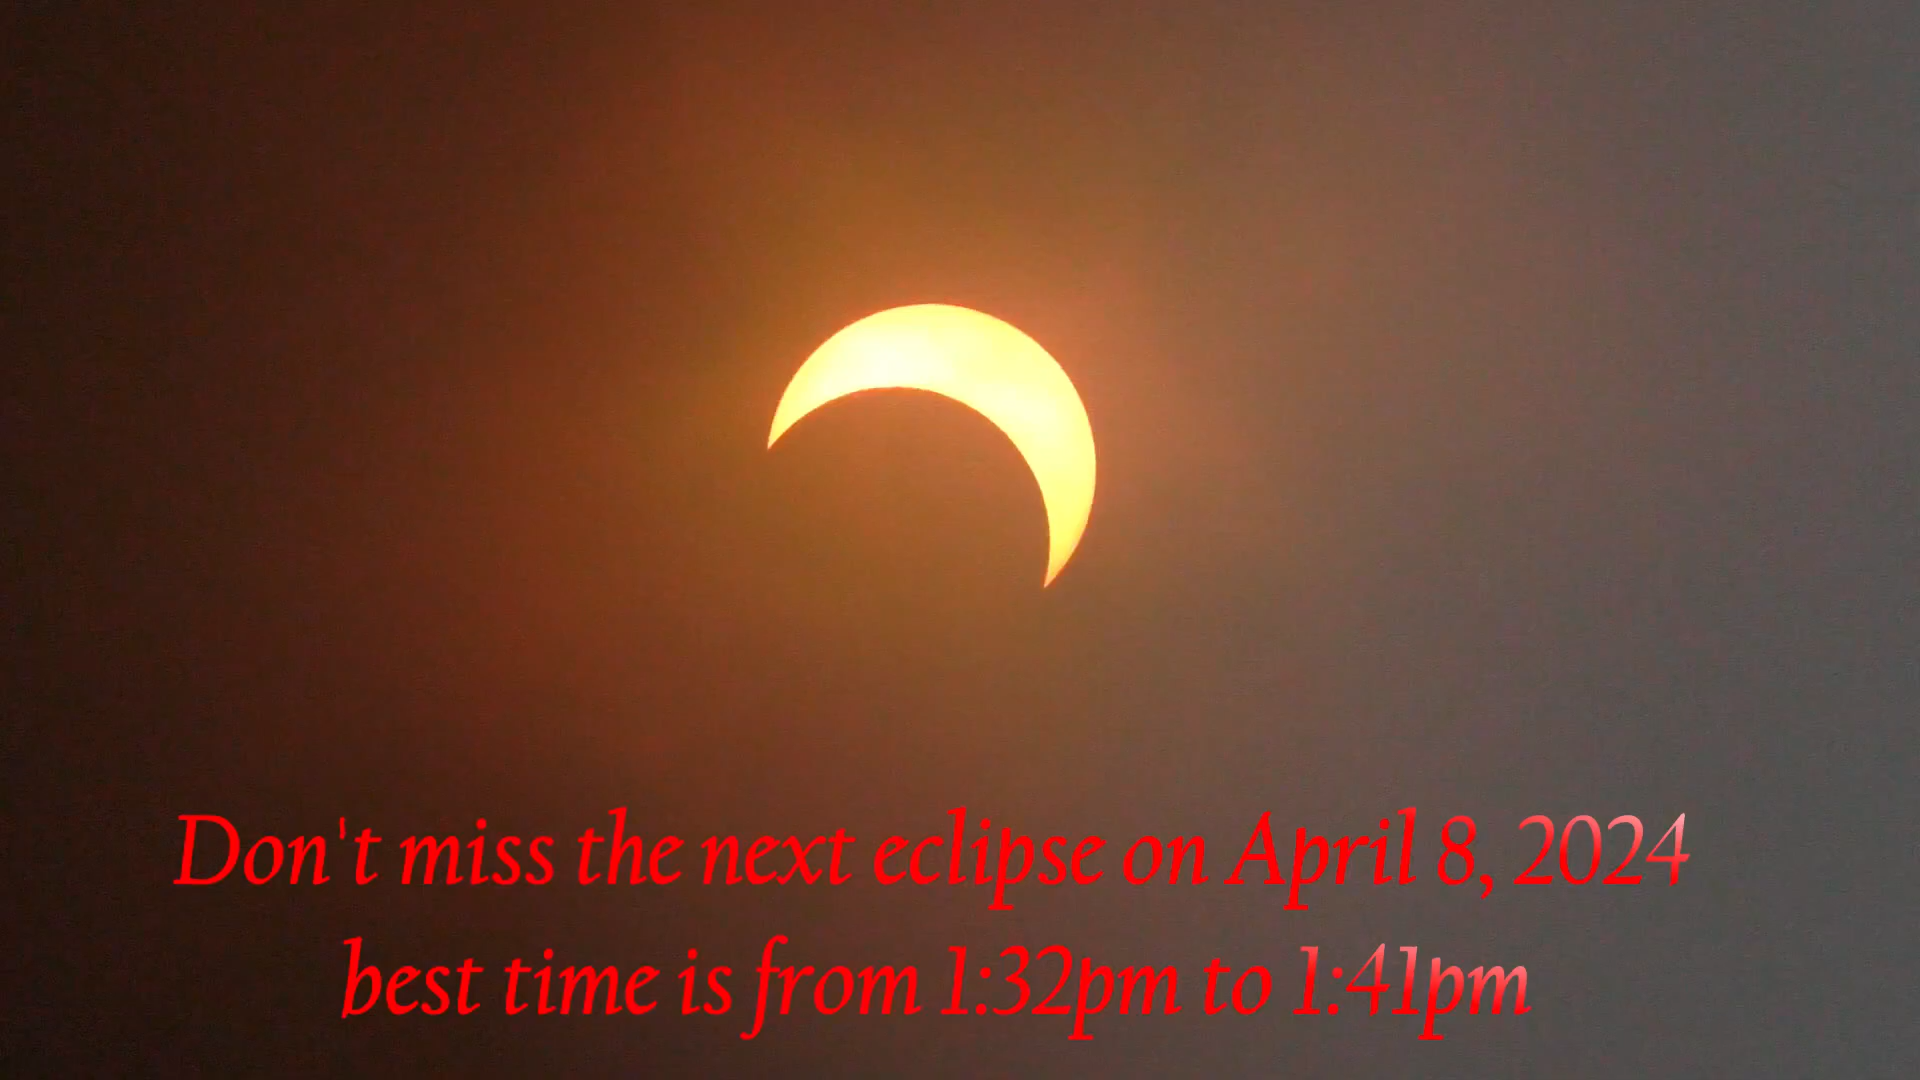 Don't miss the next eclipse on April 8, 2024
best time is from 1:32pm to 1:41pm